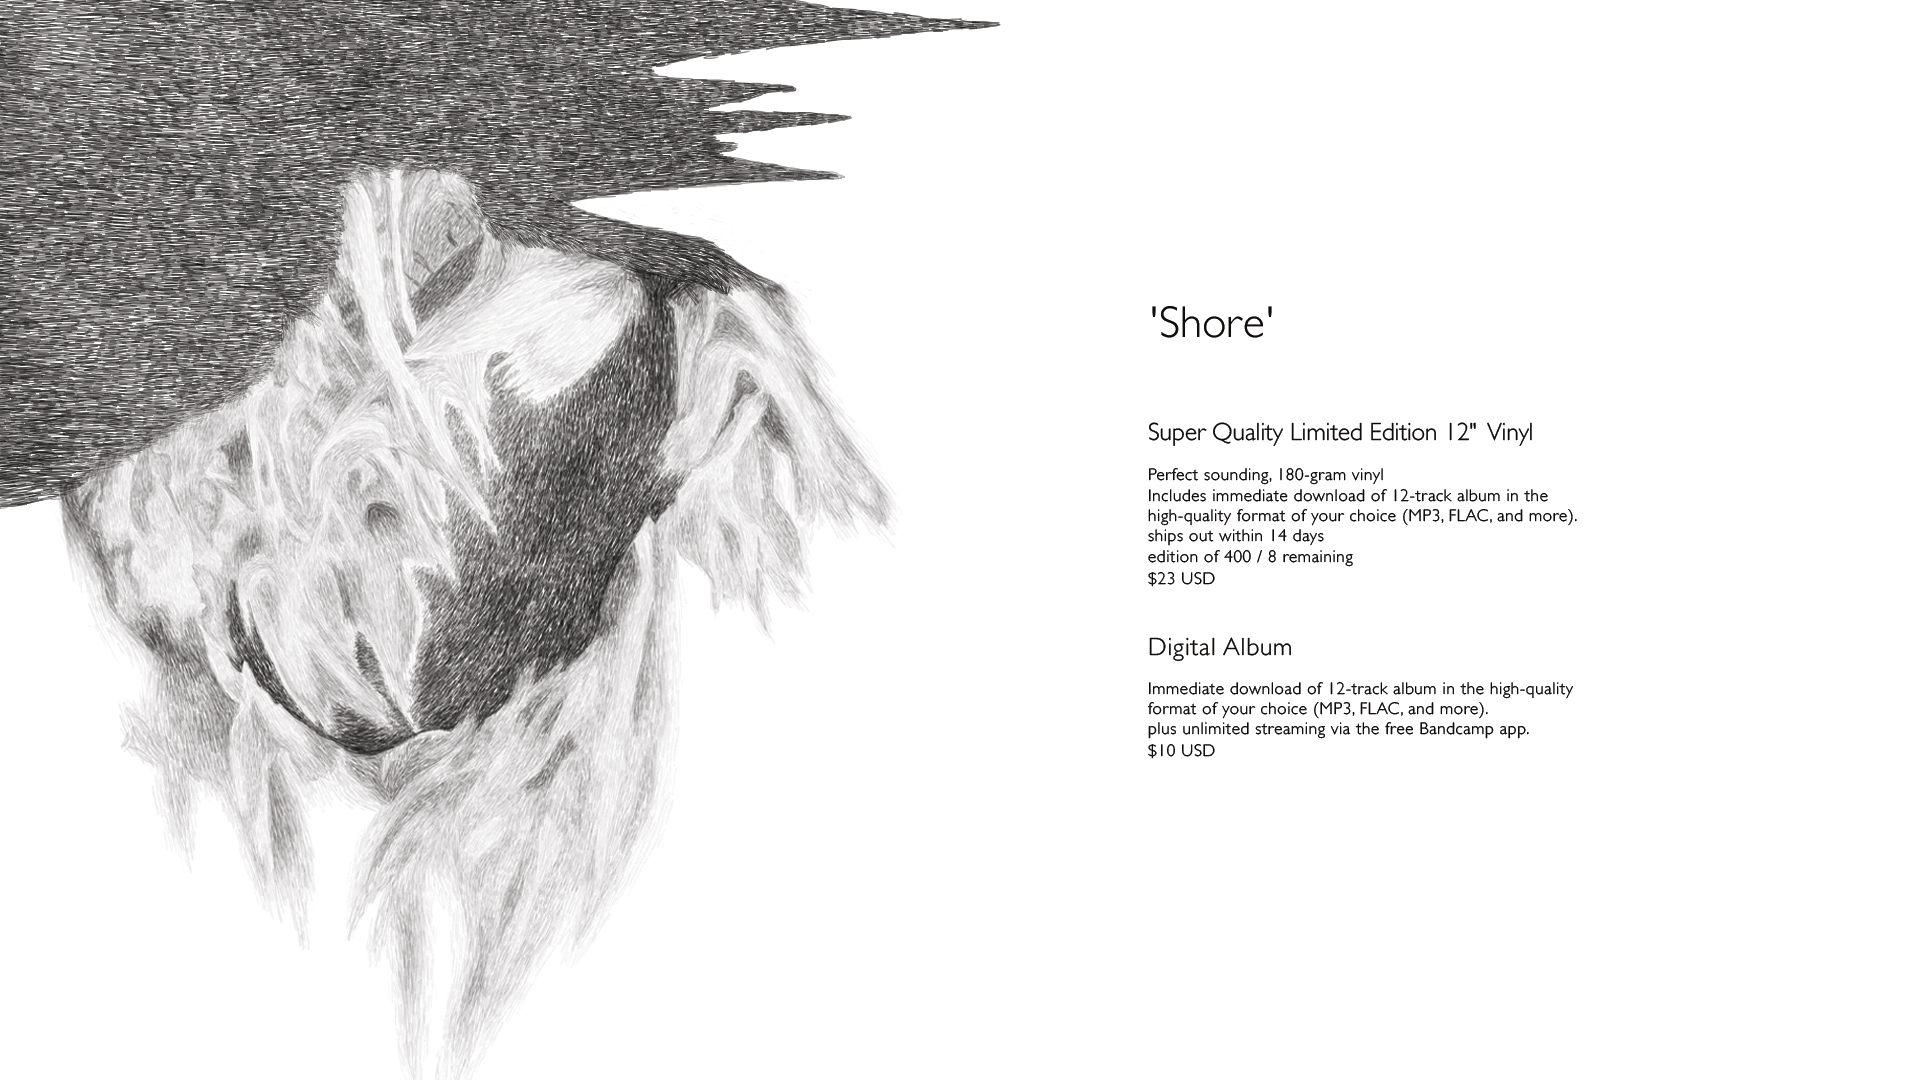 'Shore'
Super Quality Limited Edition 12" Vinyl
Perfect sounding, 180-gram vinyl
Includes immediate download of 12-track album in the
high-quality format of your choice (MP3, FLAC, and more).
ships out within 14 days
edition of 400 / 8 remaining
$23 USD
Digital Album
Immediate download of 12-track album in the high-quality
format of your choice (MP3, FLAC, and more).
plus unlimited streaming via the free Bandcamp app.
$10 USD